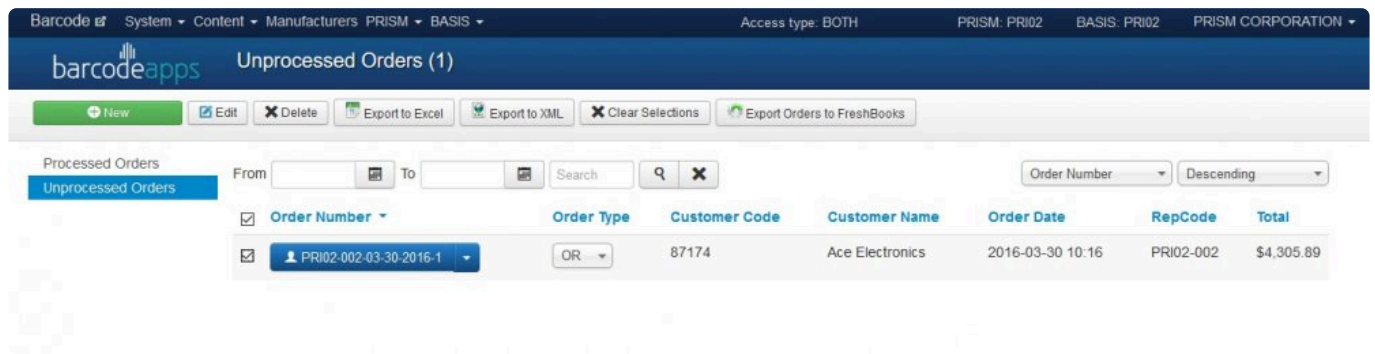 Barcode System Content Manufacturers PRISM BASIS Access type: BOTH PRISM: PRI02 BASIS: PRI02 PRISM CORPORATION
barcodeapps Unprocessed Orders (1)
New Edit Delete Export to Excel Export to XML Clear Selections Export Orders to FreshBooks
Processed Orders
From To Search Order Number Descending
Unprocessed Orders
Order Number Order Type Customer Code Customer Name Order Date RepCode Total
PRI02-002-03-30-2016-1 OR 87174 Ace Electronics 2016-03-30 10:16 PRI02-002 $4,305.89